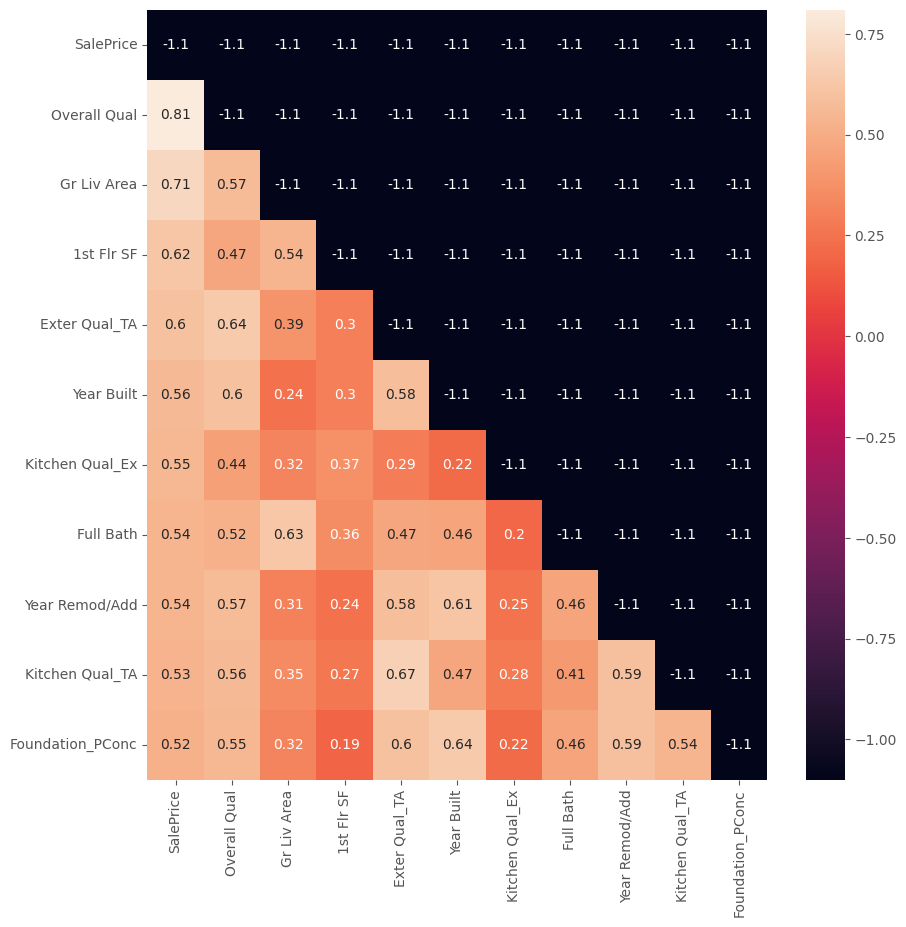 SalePrice -1.1 -1.1 -1.1 -1.1 -1.1 -1.1 -1.1 -1.1 -1.1 -1.1 -1.1
Overall Qual 0.81 -1.1 -1.1 -1.1 -1.1 -1.1 -1.1 -1.1 -1.1 -1.1 -1.1
Gr Liv Area 0.71 0.57 -1.1 -1.1 -1.1 -1.1 -1.1 -1.1 -1.1 -1.1 -1.1
1st Flr SF 0.62 0.47 0.54 -1.1 -1.1 -1.1 -1.1 -1.1 -1.1 -1.1 -1.1
Exter Qual_TA 0.6 0.64 0.39 0.3 -1.1 -1.1 -1.1 -1.1 -1.1 -1.1 -1.1
Year Built 0.56 0.6 0.24 0.3 0.58 -1.1 -1.1 -1.1 -1.1 -1.1 -1.1
Kitchen Qual_Ex 0.55 0.44 0.32 0.37 0.29 0.22 -1.1 -1.1 -1.1 -1.1 -1.1
Full Bath 0.54 0.52 0.63 0.36 0.47 0.46 0.2 -1.1 -1.1 -1.1 -1.1
Year Remod/Add 0.54 0.57 0.31 0.24 0.58 0.61 0.25 0.46 -1.1 -1.1 -1.1
Kitchen Qual_TA 0.53 0.56 0.35 0.27 0.67 0.47 0.28 0.41 0.59 -1.1 -1.1
Foundation_PConc 0.52 0.55 0.32 0.19 0.6 0.64 0.22 0.46 0.59 0.54 -1.1
SalePrice
Overall Qual
Gr Liv Area
1st Flr SF
Exter Qual_TA
Year Built
Kitchen Qual_Ex
Full Bath
Year Remod/Add
Kitchen Qual_TA
Foundation_PConc
0.75
0.50
0.25
0.00
−0.25
−0.50
−0.75
−1.00